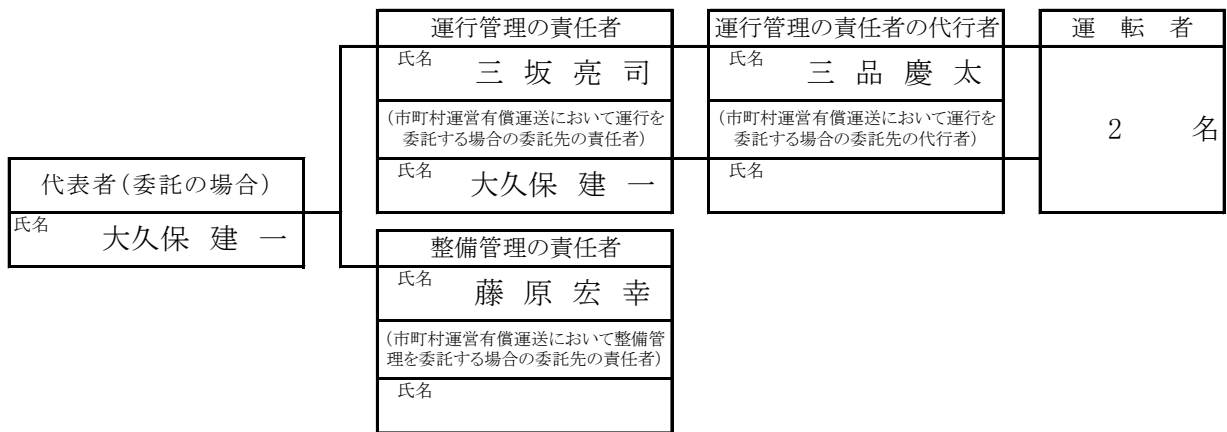 代表者(委託の場合)
氏名 大久保 建 一
運行管理の責任者
氏名 三 坂 亮 司
(市町村運営有償運送において運行を
委託する場合の委託先の責任者)
氏名 大久保 建 一
整備管理の責任者
氏名 藤 原 宏 幸
(市町村運営有償運送において整備管
理を委託する場合の委託先の責任者)
氏名
運行管理の責任者の代行者
氏名 三 品 慶 太
(市町村運営有償運送において運行を
委託する場合の委託先の代行者)
氏名
運 転 者
2 名